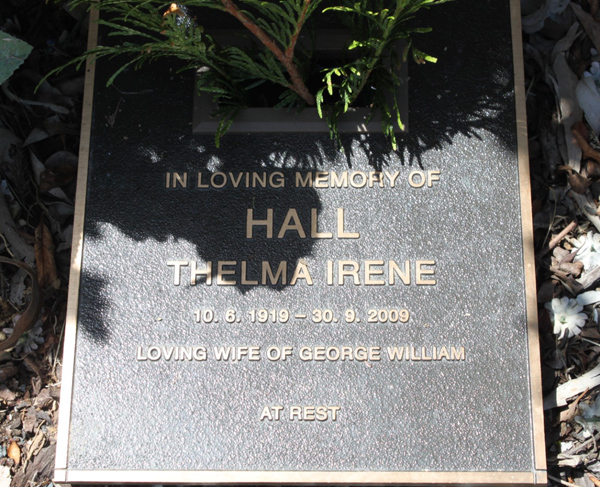 IN LOVING MEMORY OF
HALL
THELMA IRENE
10. 6. 1919 – 30. 9. 2009
LOVING WIFE OF GEORGE WILLIAM
AT REST